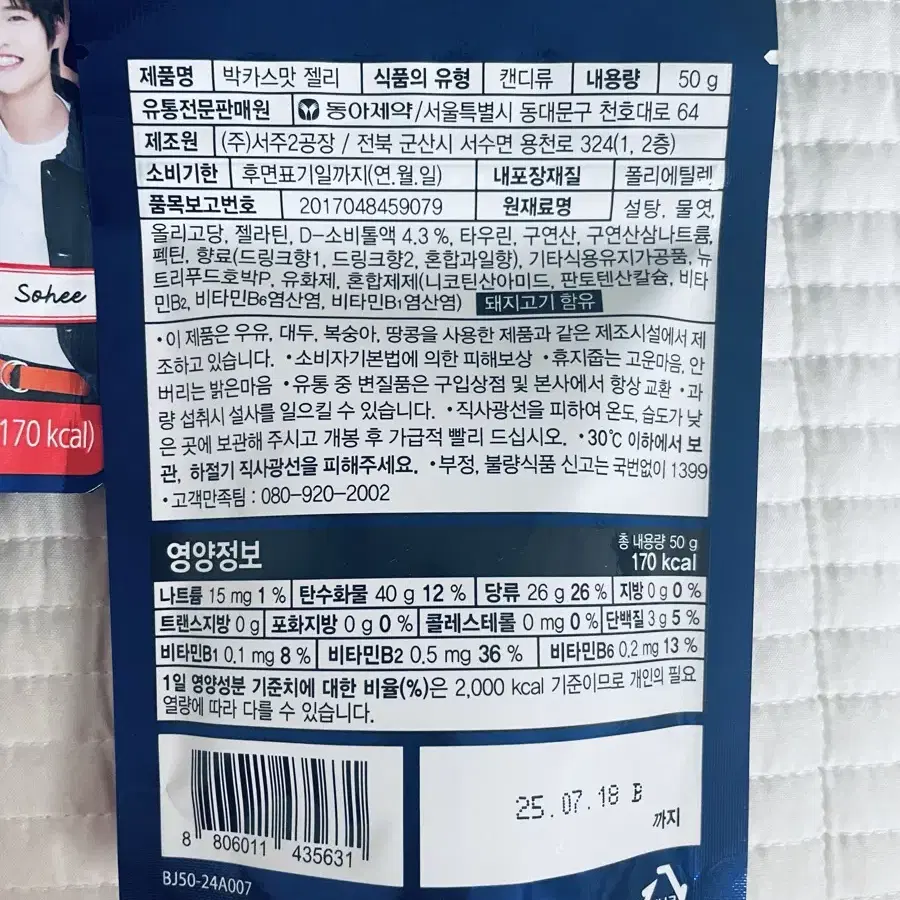 제품명 박카스맛 젤리 식품의 유형 캔디류 내용량 50 g
유통전문판매원 동아제약/서울특별시 동대문구 천호대로 64
제조원 (주)서주2공장 / 전북 군산시 서수면 용천로 324(1, 2층)
소비기한 후면표기일까지(연.월.일) 내포장재질 폴리에틸렌
품목보고번호 2017048459079 원재료명 설탕, 물엿,
올리고당, 젤라틴, D-소비톨액 4.3 %, 타우린, 구연산, 구연산삼나트륨,
펙틴, 향료(드링크향1, 드링크향2, 혼합과일향), 기타식용유지가공품, 뉴
트리푸드호박P, 유화제, 혼합제제(니코틴산아미드, 판토텐산칼슘, 비타
민B2, 비타민B6염산염, 비타민B1염산염) 돼지고기 함유
•이 제품은 우유, 대두, 복숭아, 땅콩을 사용한 제품과 같은 제조시설에서 제
조하고 있습니다. •소비자기본법에 의한 피해보상 •휴지줍는 고운마음, 안
버리는 밝은마음 •유통 중 변질품은 구입상점 및 본사에서 항상 교환 •과
량 섭취시 설사를 일으킬 수 있습니다. •직사광선을 피하여 온도, 습도가 낮
은 곳에 보관해 주시고 개봉 후 가급적 빨리 드십시오. •30℃ 이하에서 보
관, 하절기 직사광선을 피해주세요. •부정, 불량식품 신고는 국번없이 1399
•고객만족팀 : 080-920-2002
영양정보 총 내용량 50 g
170 kcal
나트륨 15 mg 1 % 탄수화물 40 g 12 % 당류 26 g 26 % 지방 0 g 0 %
트랜스지방 0 g 포화지방 0 g 0 % 콜레스테롤 0 mg 0 % 단백질 3 g 5 %
비타민B1 0.1 mg 8 % 비타민B2 0.5 mg 36 % 비타민B6 0.2 mg 13 %
1일 영양성분 기준치에 대한 비율(%)은 2,000 kcal 기준이므로 개인의 필요
열량에 따라 다를 수 있습니다.
25.07.18 B
까지
8 806011 435631
BJ50-24A007
Sohee
170 kcal)